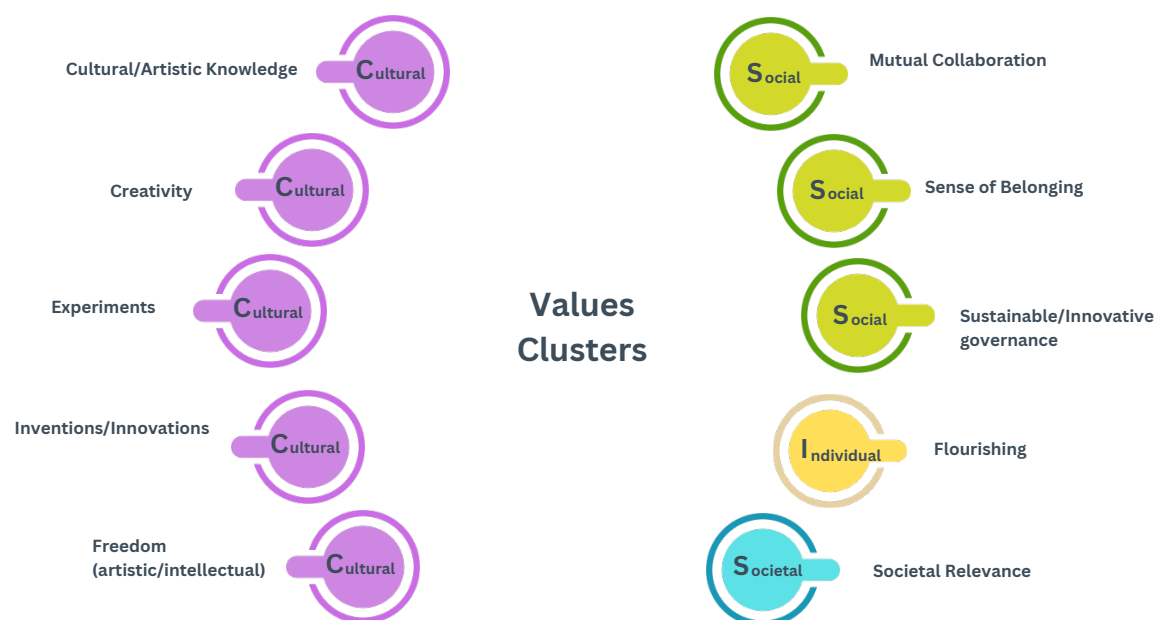 Cultural/Artistic Knowledge
Cultural
Creativity
Cultural
Experiments
Cultural
Inventions/Innovations
Cultural
Freedom
(artistic/intellectual)
Cultural
Values
Clusters
Social
Mutual Collaboration
Social
Sense of Belonging
Social
Sustainable/Innovative
governance
Individual
Flourishing
Societal
Societal Relevance